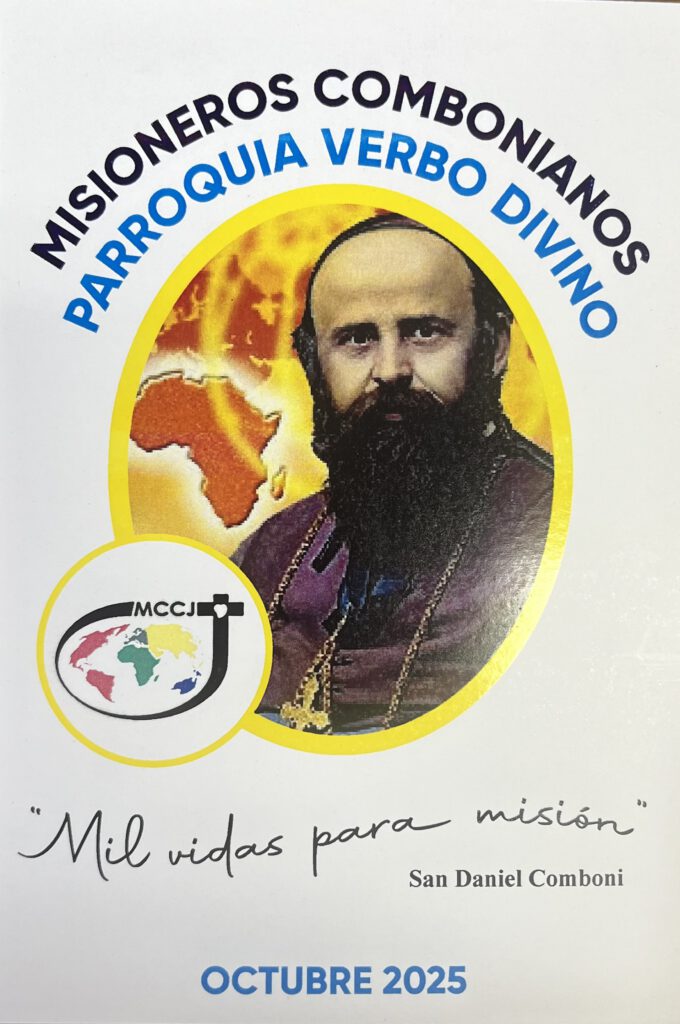 MISIONEROS COMBONIANOS
PARROQUIA VERBO DIVINO
MCCJ
"Mil vidas para misión"
San Daniel Comboni
OCTUBRE 2025